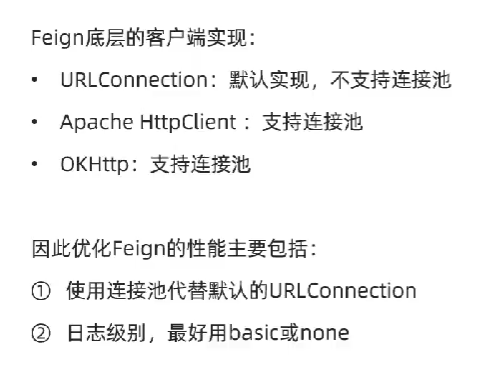 Feign底层的客户端实现：
• URLConnection：默认实现，不支持连接池
• Apache HttpClient ：支持连接池
• OKHttp：支持连接池
因此优化Feign的性能主要包括：
① 使用连接池代替默认的URLConnection
② 日志级别，最好用basic或none